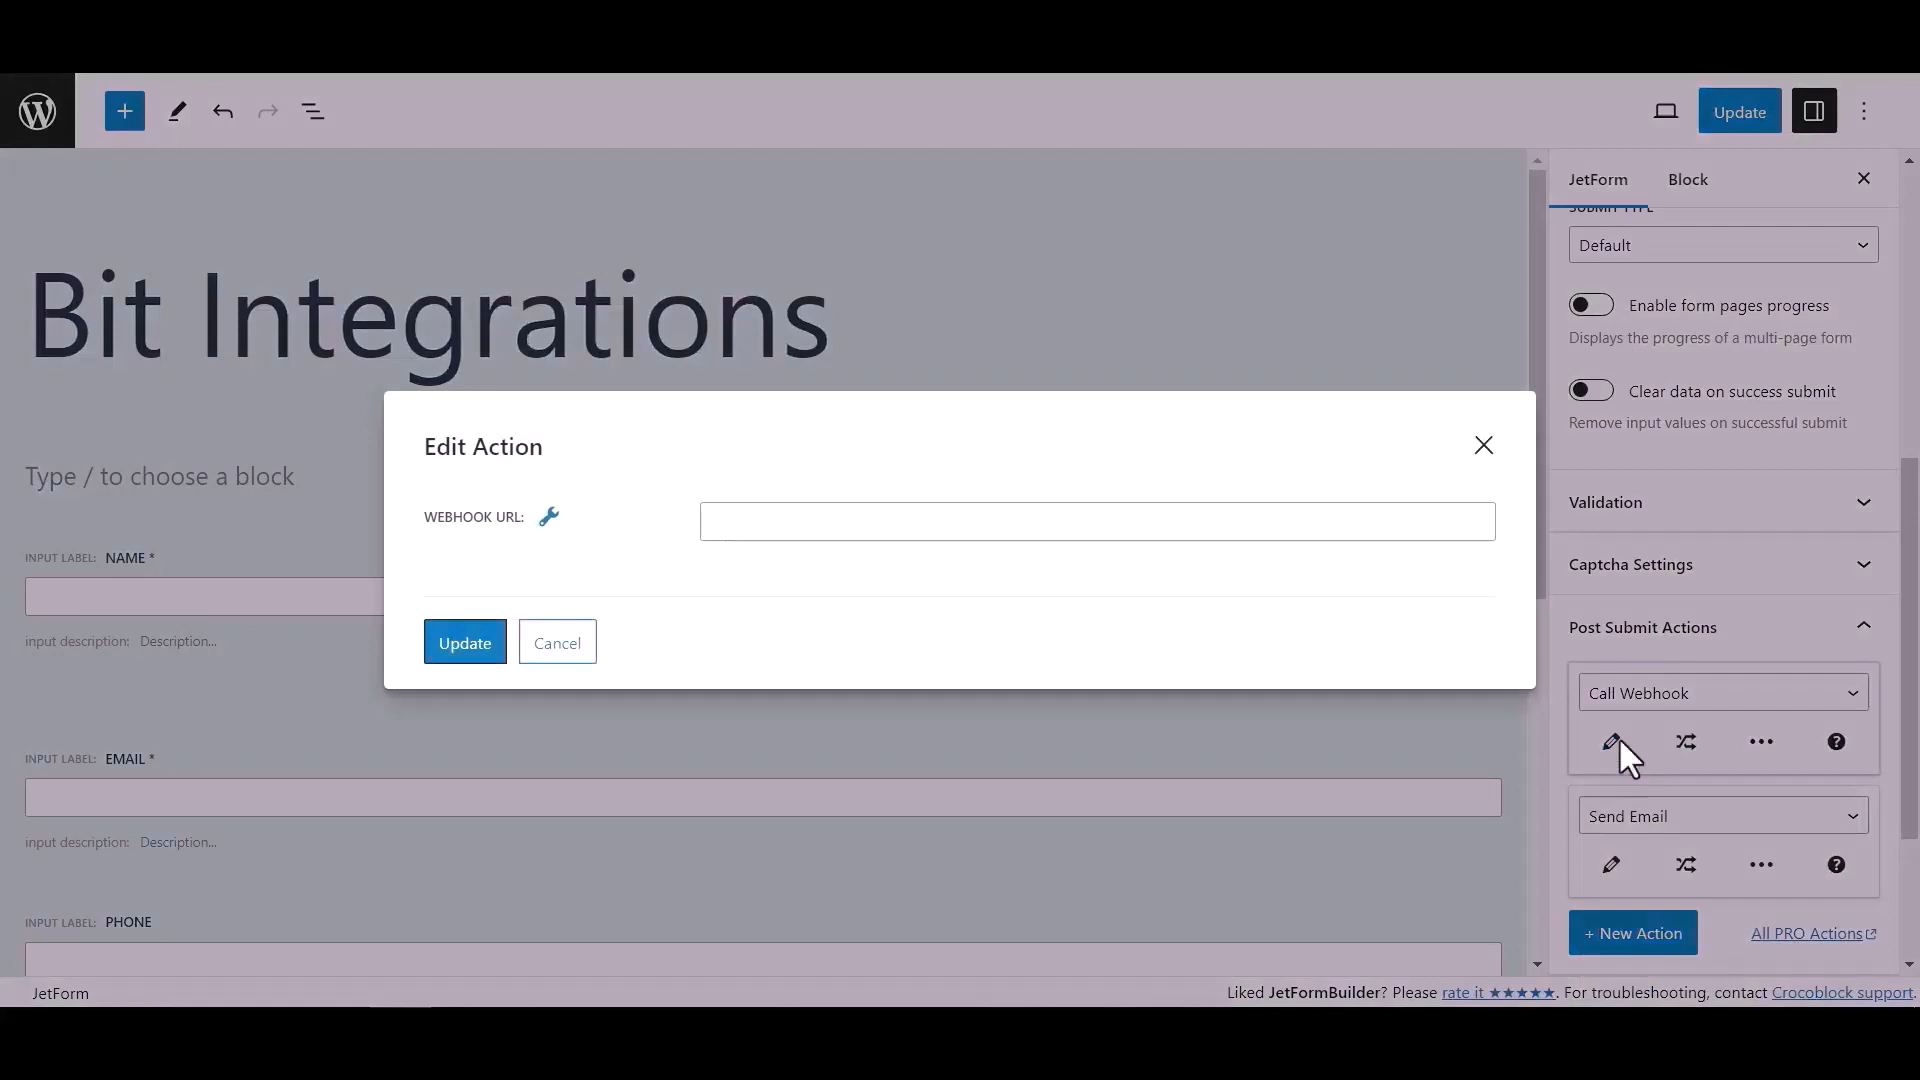 Update
JetForm
Block
SUBMIT TYPE
Default
Enable form pages progress
Displays the progress of a multi-page form
Clear data on success submit
Remove input values on successful submit
Validation
Captcha Settings
Post Submit Actions
Call Webhook
Send Email
+ New Action
All PRO Actions
Bit Integrations
Type / to choose a block
INPUT LABEL: NAME *
input description: Description...
INPUT LABEL: EMAIL *
input description: Description...
INPUT LABEL: PHONE
Edit Action
WEBHOOK URL:
Update
Cancel
JetForm
Liked JetFormBuilder? Please rate it ★★★★★. For troubleshooting, contact Crocoblock support.